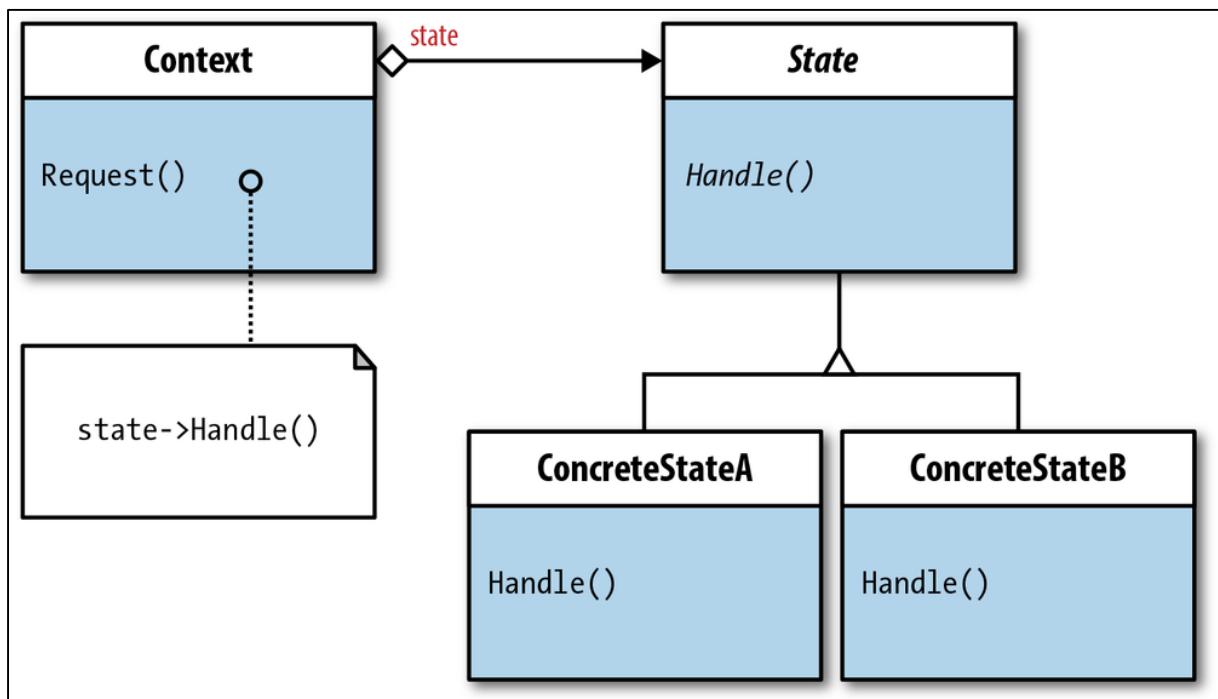 Context
state
State
Request()
Handle()
state->Handle()
ConcreteStateA
ConcreteStateB
Handle()
Handle()